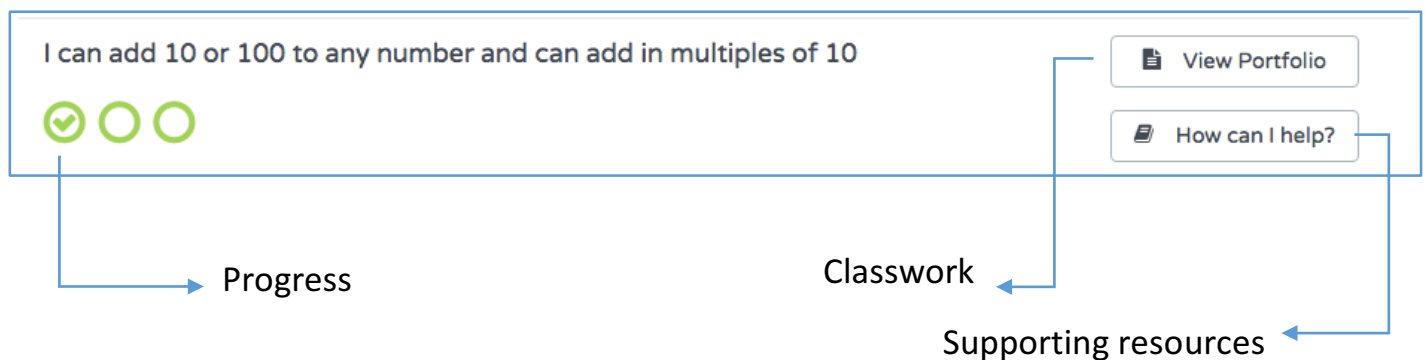 I can add 10 or 100 to any number and can add in multiples of 10
View Portfolio
How can I help?
Progress
Classwork
Supporting resources